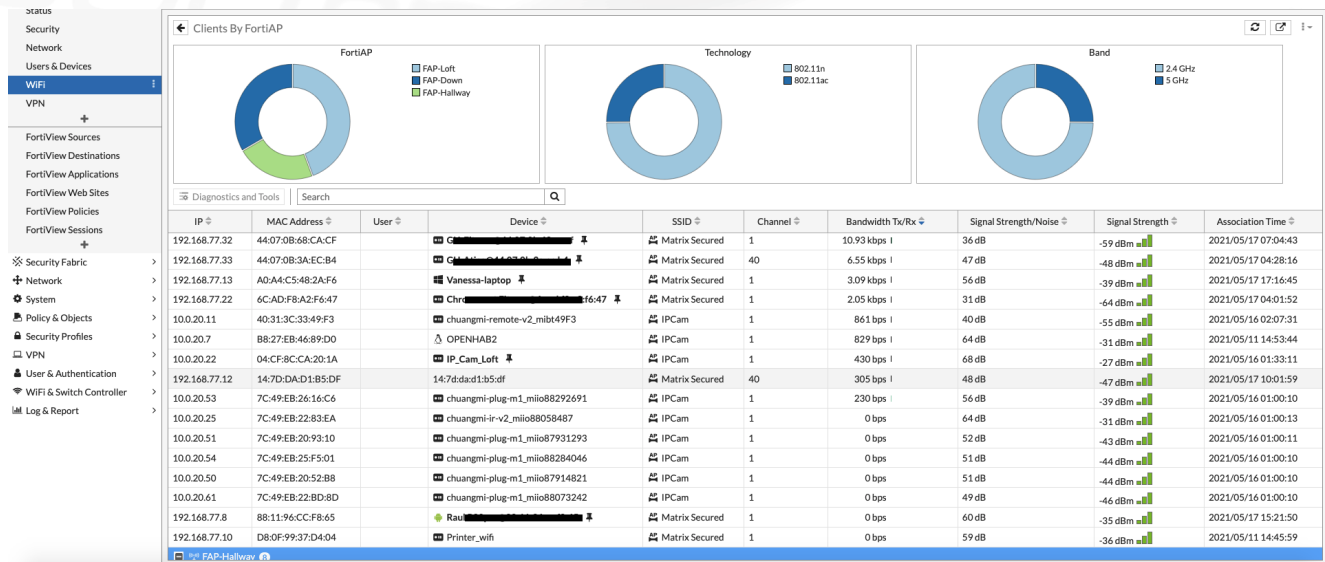 Status
Security
Network
Users & Devices
WiFi
VPN
FortiView Sources
FortiView Destinations
FortiView Applications
FortiView Web Sites
FortiView Policies
FortiView Sessions
Security Fabric
Network
System
Policy & Objects
Security Profiles
VPN
User & Authentication
WiFi & Switch Controller
Log & Report
Clients By FortiAP
FortiAP
FAP-Loft
FAP-Down
FAP-Hallway
Technology
802.11n
802.11ac
Band
2.4 GHz
5 GHz
Diagnostics and Tools Search
IP MAC Address User Device SSID Channel Bandwidth Tx/Rx Signal Strength/Noise Signal Strength Association Time
192.168.77.32 44:07:0B:68:CA:CF Matrix Secured 1 10.93 kbps 36 dB -59 dBm 2021/05/17 07:04:43
192.168.77.33 44:07:0B:3A:EC:B4 Matrix Secured 40 6.55 kbps 47 dB -48 dBm 2021/05/17 04:28:16
192.168.77.13 A0:A4:C5:48:2A:F6 Vanessa-laptop Matrix Secured 1 3.09 kbps 56 dB -39 dBm 2021/05/17 17:16:45
192.168.77.22 6C:AD:F8:A2:F6:47 Matrix Secured 1 2.05 kbps 31 dB -64 dBm 2021/05/17 04:01:52
10.0.20.11 40:31:3C:33:49:F3 chuangmi-remote-v2_mibt49F3 IPCam 1 861 bps 40 dB -55 dBm 2021/05/16 02:07:31
10.0.20.7 B8:27:EB:46:89:D0 OPENHAB2 IPCam 1 829 bps 64 dB -31 dBm 2021/05/11 14:53:44
10.0.20.22 04:CF:8C:CA:20:1A IP_Cam_Loft IPCam 1 430 bps 68 dB -27 dBm 2021/05/16 01:33:11
192.168.77.12 14:7D:DA:D1:B5:DF 14:7d:da:d1:b5:df Matrix Secured 40 305 bps 48 dB -47 dBm 2021/05/17 10:01:59
10.0.20.53 7C:49:EB:26:16:C6 chuangmi-plug-m1_miio88292691 IPCam 1 230 bps 56 dB -39 dBm 2021/05/16 01:00:10
10.0.20.25 7C:49:EB:22:83:EA chuangmi-ir-v2_miio88058487 IPCam 1 0 bps 64 dB -31 dBm 2021/05/16 01:00:13
10.0.20.51 7C:49:EB:20:93:10 chuangmi-plug-m1_miio87931293 IPCam 1 0 bps 52 dB -43 dBm 2021/05/16 01:00:11
10.0.20.54 7C:49:EB:25:F5:01 chuangmi-plug-m1_miio88284046 IPCam 1 0 bps 51 dB -44 dBm 2021/05/16 01:00:10
10.0.20.50 7C:49:EB:20:52:B8 chuangmi-plug-m1_miio87914821 IPCam 1 0 bps 51 dB -44 dBm 2021/05/16 01:00:10
10.0.20.61 7C:49:EB:22:BD:8D chuangmi-plug-m1_miio88073242 IPCam 1 0 bps 49 dB -46 dBm 2021/05/16 01:00:10
192.168.77.8 88:11:96:CC:F8:65 Matrix Secured 1 0 bps 60 dB -35 dBm 2021/05/17 15:21:50
192.168.77.10 D8:0F:99:37:D4:04 Printer_wifi Matrix Secured 1 0 bps 59 dB -36 dBm 2021/05/11 14:45:59
FAP-Hallway 8